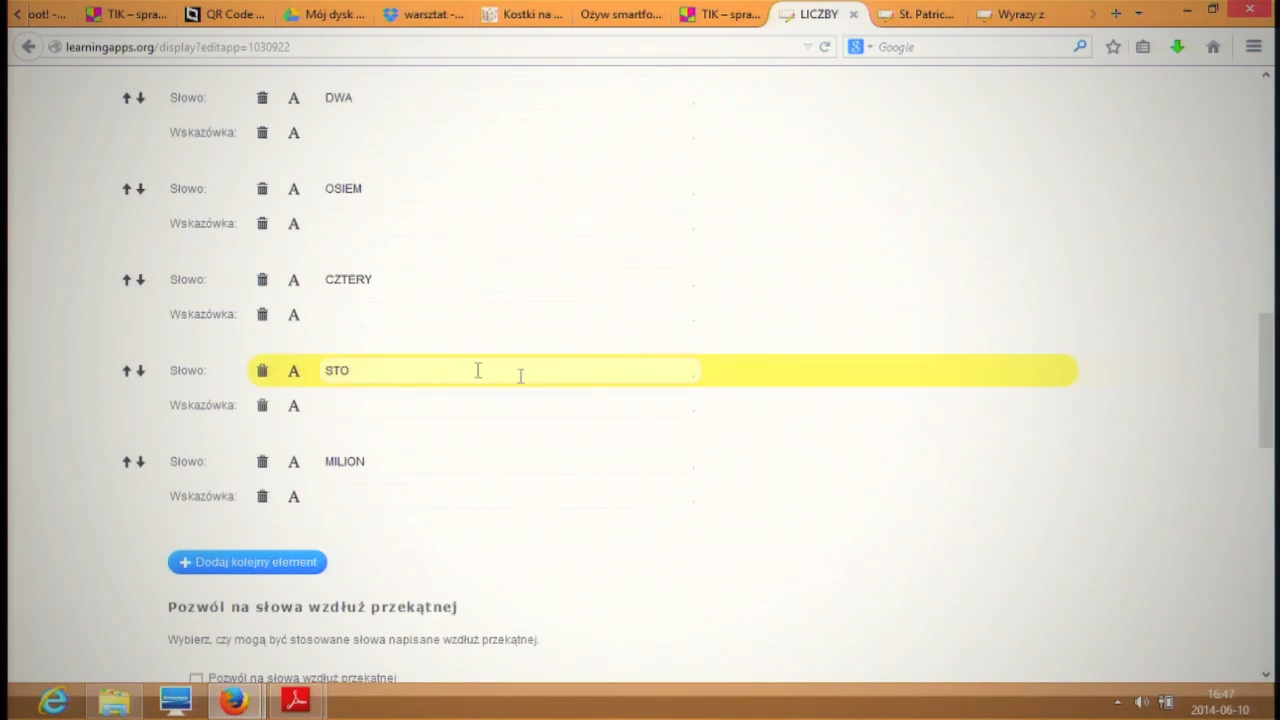 oot! -... TIK – spra... QR Code ... Mój dysk ... warsztat -... Kostki na ... Ożyw smartfo... TIK – spra... LICZBY St. Patric... Wyrazy z
learningapps.org/display?editapp=1030922 Google
Słowo: A DWA
Wskazówka: A
Słowo: A OSIEM
Wskazówka: A
Słowo: A CZTERY
Wskazówka: A
Słowo: A STO
Wskazówka: A
Słowo: A MILION
Wskazówka: A
+ Dodaj kolejny element
Pozwól na słowa wzdłuż przekątnej
Wybierz, czy mogą być stosowane słowa napisane wzdłuż przekątnej.
Pozwól na słowa wzdłuż przekątnej
16:47
2014-06-10